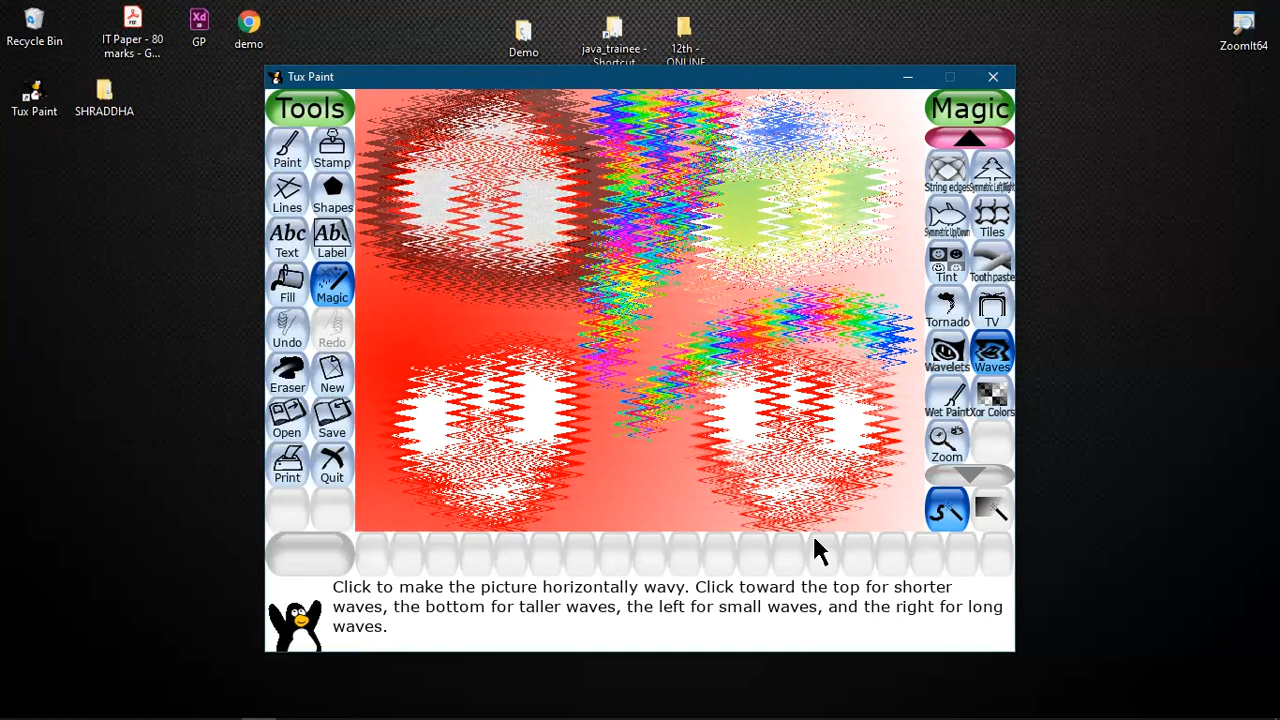 Recycle Bin
IT Paper - 80
marks - G...
GP
demo
Demo
java_trainee -
Shortcut
12th -
ONLINE
ZoomIt64
Tux Paint
SHRADDHA
Tux Paint
Tools
Magic
Paint
Stamp
Lines
Shapes
Abc
Text
Abc
Label
Fill
Magic
Undo
Redo
Eraser
New
Open
Save
Print
Quit
String edges
Symmetric Left/Right
Symmetric Up/Down
Tiles
Tint
Toothpaste
Tornado
TV
Wavelets
Waves
Wet Paint
Xor Colors
Zoom
Click to make the picture horizontally wavy. Click toward the top for shorter
waves, the bottom for taller waves, the left for small waves, and the right for long
waves.